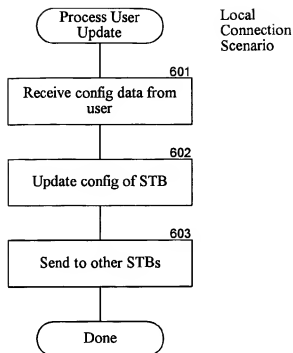 Process User
Update
Local
Connection
Scenario
601
Receive config data from
user
602
Update config of STB
603
Send to other STBs
Done